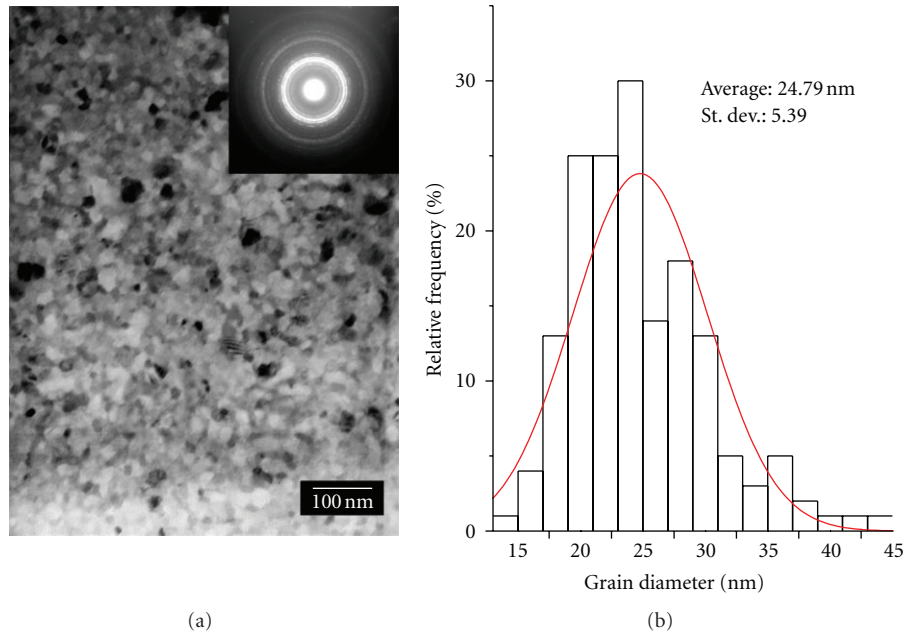 100 nm
Average: 24.79 nm
St. dev.: 5.39
Relative frequency (%)
30
20
10
0
15 20 25 30 35 40 45
Grain diameter (nm)
(a)
(b)